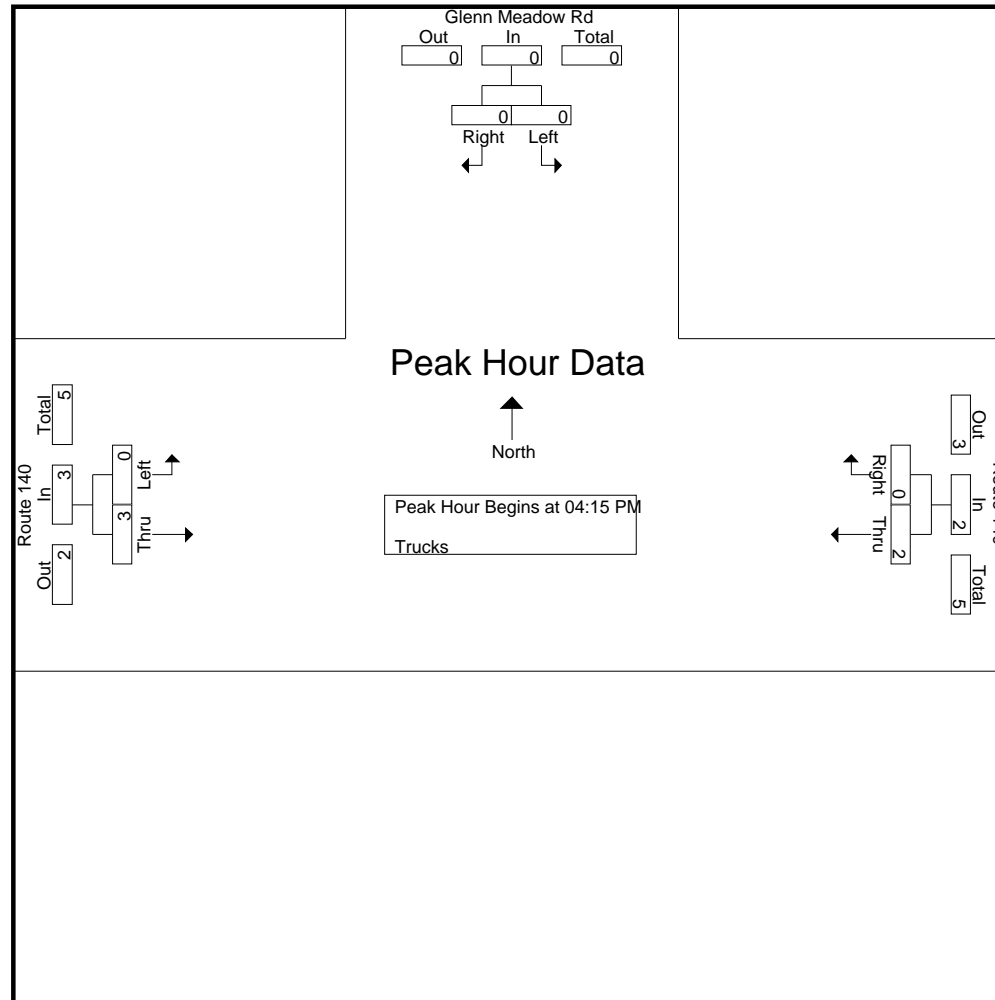 Glenn Meadow Rd
Out In Total
0 0 0
0 0
Right Left
Peak Hour Data
North
Peak Hour Begins at 04:15 PM
Trucks
Route 140
Out In Total
2 3 5
Thru Left
3 0
Out In Total
3 2 5
Right Thru
0 2